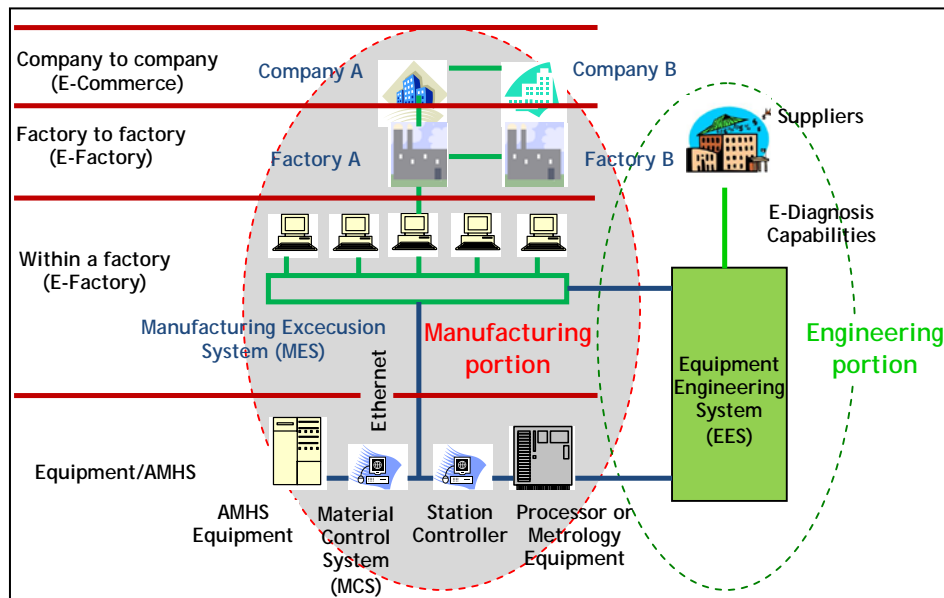 Company to company
(E-Commerce)
Company A
Company B
Factory to factory
(E-Factory)
Factory A
Factory B
Suppliers
E-Diagnosis
Capabilities
Within a factory
(E-Factory)
Manufacturing Excecusion
System (MES)
Ethernet
Manufacturing
portion
Engineering
portion
Equipment
Engineering
System
(EES)
Equipment/AMHS
AMHS
Equipment
Material
Control
System
(MCS)
Station
Controller
Processor or
Metrology
Equipment